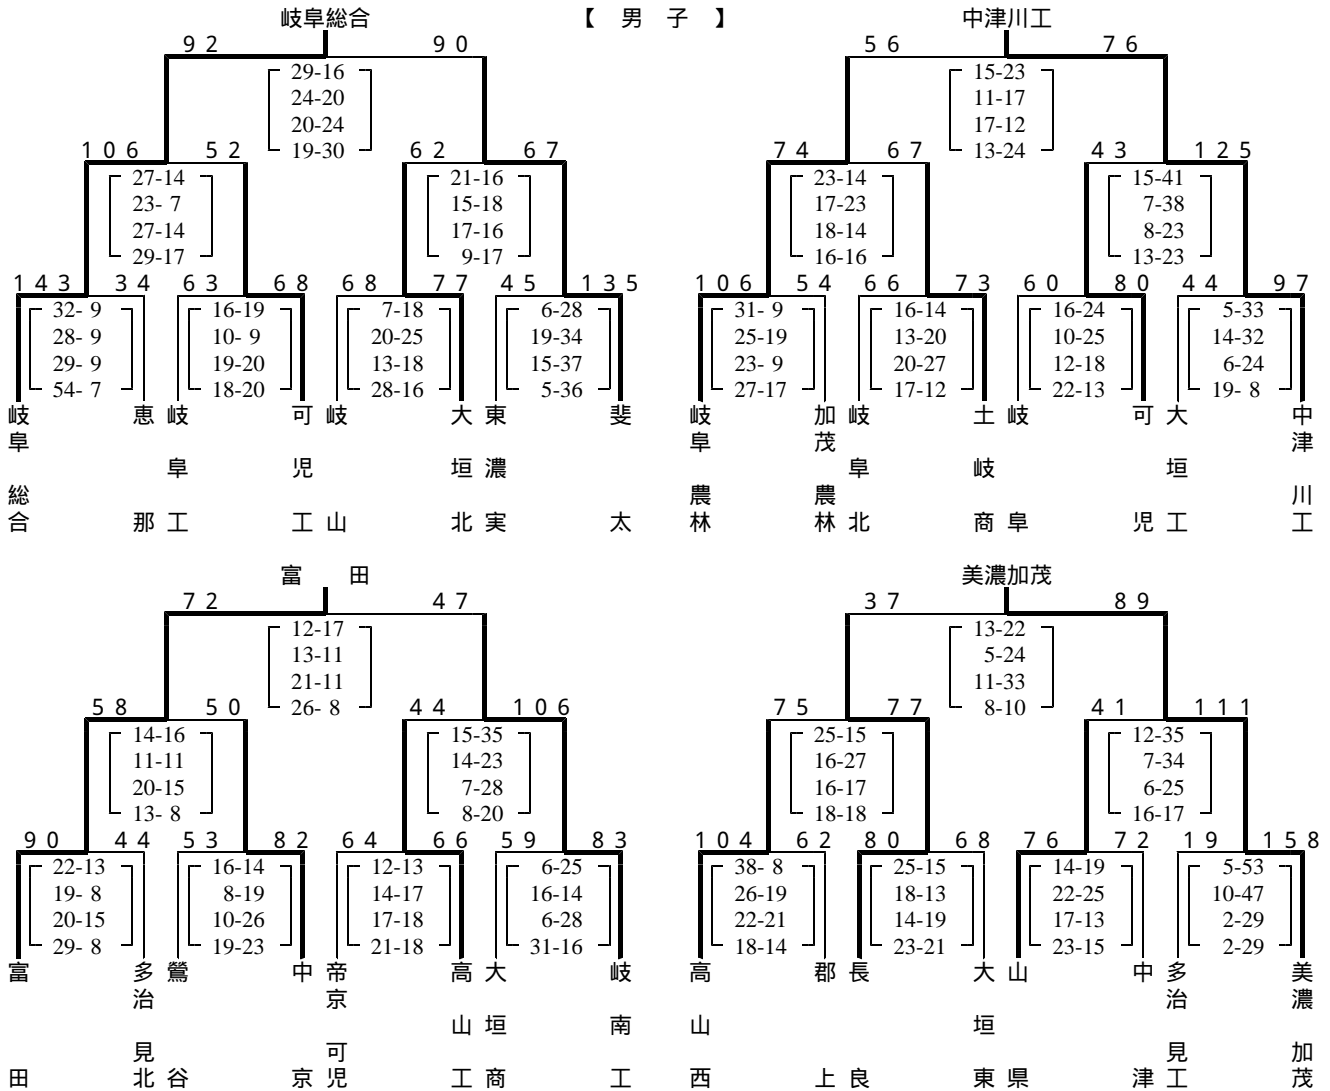 岐阜総合 【 男 子 】 中津川工
92 90 56 76
29-16 15-23
24-20 11-17
20-24 17-12
19-30 13-24
106 52 62 67 74 67 43 125
27-14 21-16 23-14 15-41
23- 7 15-18 17-23 7-38
27-14 17-16 18-14 8-23
29-17 9-17 16-16 13-23
143 34 63 68 68 77 45 135 106 54 66 73 60 80 44 97
32- 9 16-19 7-18 6-28 31- 9 16-14 16-24 5-33
28- 9 10- 9 20-25 19-34 25-19 13-20 10-25 14-32
29- 9 19-20 13-18 15-37 23- 9 20-27 12-18 6-24
54- 7 18-20 28-16 5-36 27-17 17-12 22-13 19- 8
岐阜総合
恵那
岐阜工
可児工
岐山
大垣北
東濃実
斐太
岐阜農林
加茂農林
岐阜北
土岐商
岐阜
可児
大垣工
中津川工
富 田 美濃加茂
72 47 37 89
12-17 13-22
13-11 5-24
21-11 11-33
26- 8 8-10
58 50 44 106 75 77 41 111
14-16 15-35 25-15 12-35
11-11 14-23 16-27 7-34
20-15 7-28 16-17 6-25
13- 8 8-20 18-18 16-17
90 44 53 82 64 66 59 83 104 62 80 68 76 72 19 158
22-13 16-14 12-13 6-25 38- 8 25-15 14-19 5-53
19- 8 8-19 14-17 16-14 26-19 18-13 22-25 10-47
20-15 10-26 17-18 6-28 22-21 14-19 17-13 2-29
29- 8 19-23 21-18 31-16 18-14 23-21 23-15 2-29
富田
多治見北
鶯谷
中京
帝京可児
高山工
大垣商
岐南工
高山西
郡上
長良
大垣東
山県
中津
多治見工
美濃加茂